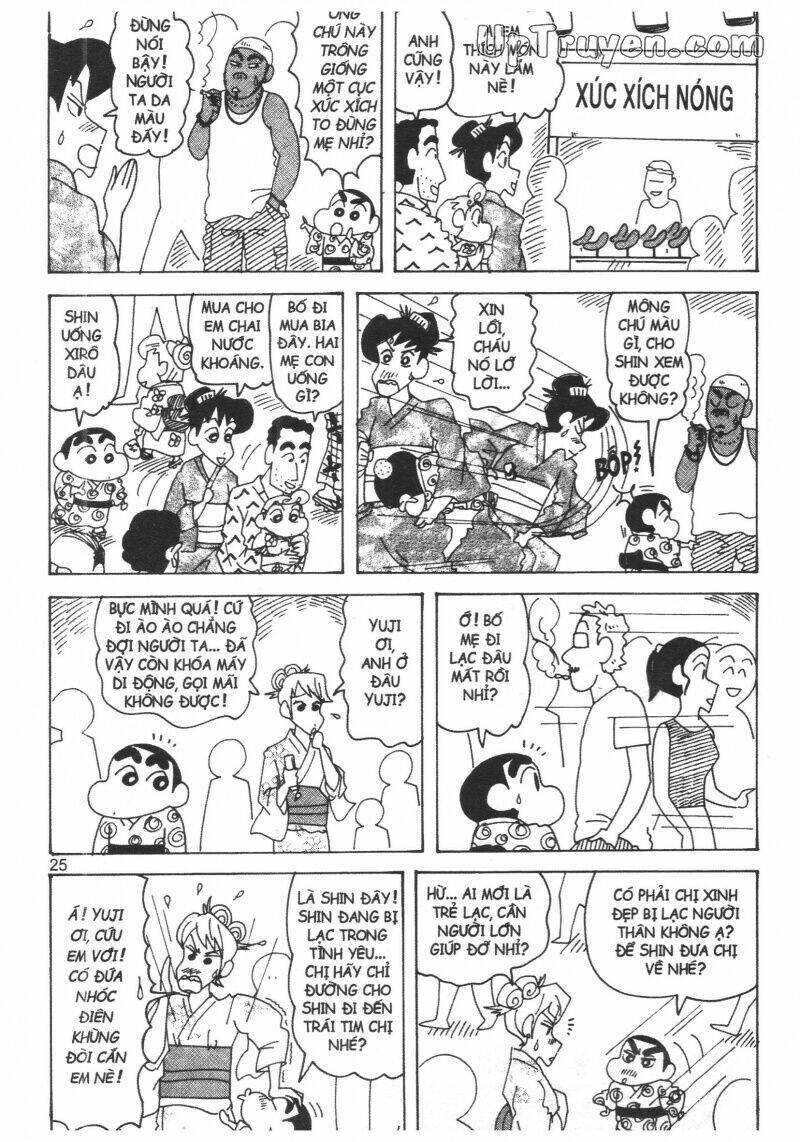 UpTruyen.com
EM
THÍCH MÓN
NÀY LẮM
NÈ!
ANH
CŨNG
VẬY!
XÚC XÍCH NÓNG
ÔNG
CHÚ NÀY
TRÔNG
GIỐNG
MỘT CỤC
XÚC XÍCH
TO ĐÙNG
MẸ NHỈ?
ĐỪNG
NÓI
BẬY!
NGƯỜI
TA DA
MÀU
ĐẤY!
MÔNG
CHÚ MÀU
GÌ, CHO
SHIN XEM
ĐƯỢC
KHÔNG?
BỐP!
XIN
LỖI,
CHÁU
NÓ LỠ
LỜI...
BỐ ĐI
MUA BIA
ĐÂY. HAI
MẸ CON
UỐNG
GÌ?
MUA CHO
EM CHAI
NƯỚC
KHOÁNG.
SHIN
UỐNG
XIRÔ
DÂU
Ạ!
Ớ! BỐ
MẸ ĐI
LẠC ĐÂU
MẤT RỒI
NHỈ?
YUJI
ƠI,
ANH Ở
ĐÂU
YUJI?
BỰC MÌNH QUÁ! CỨ
ĐI ÀO ÀO CHẲNG
ĐỢI NGƯỜI TA... ĐÃ
VẬY CÒN KHÓA MÁY
DI ĐỘNG, GỌI MÃI
KHÔNG ĐƯỢC!
25
CÓ PHẢI CHỊ XINH
ĐẸP BỊ LẠC NGƯỜI
THÂN KHÔNG Ạ?
ĐỂ SHIN ĐƯA CHỊ
VỀ NHÉ?
HỪ... AI MỚI LÀ
TRẺ LẠC, CẦN
NGƯỜI LỚN
GIÚP ĐỠ NHỈ?
LÀ SHIN ĐÂY!
SHIN ĐANG BỊ
LẠC TRONG
TÌNH YÊU...
CHỊ HÃY CHỈ
ĐƯỜNG CHO
SHIN ĐI ĐẾN
TRÁI TIM CHỊ
NHÉ?
Á! YUJI
ƠI, CỨU
EM VỚI!
CÓ ĐỨA
NHÓC
ĐIÊN
KHÙNG
ĐÒI CẮN
EM NÈ!